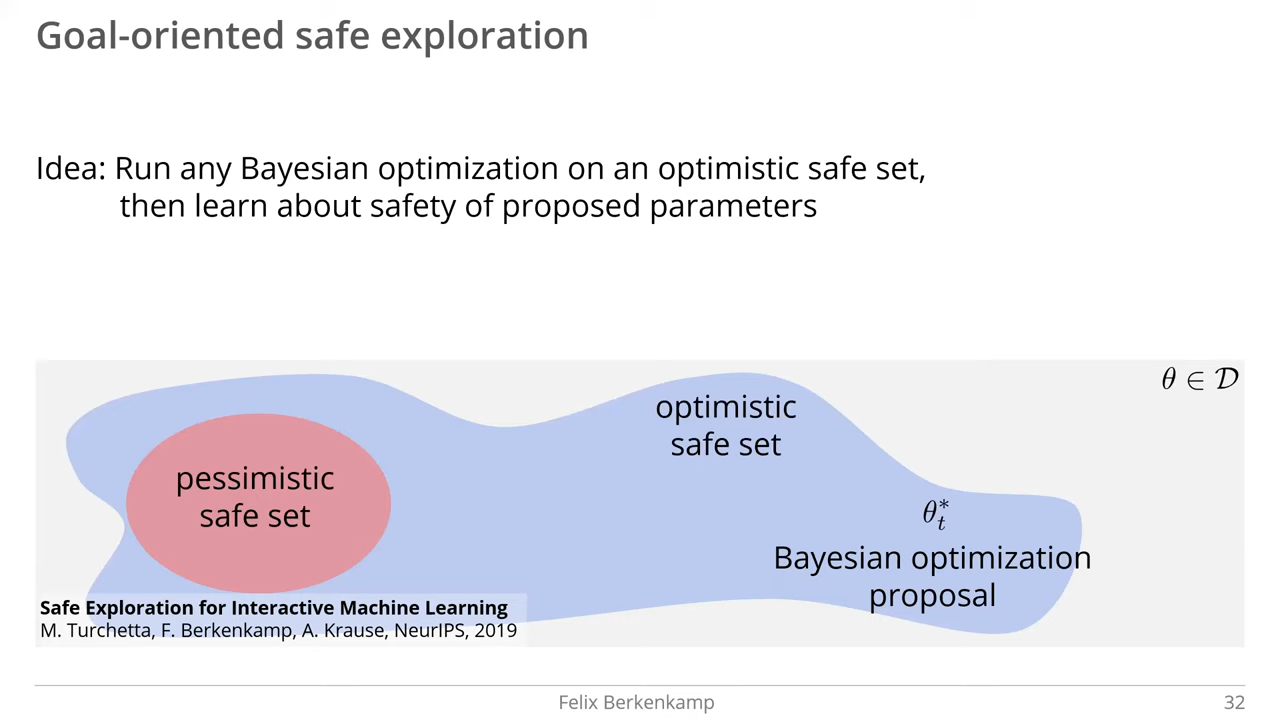 Goal-oriented safe exploration
Idea: Run any Bayesian optimization on an optimistic safe set,
then learn about safety of proposed parameters
θ ∈ 𝒟
optimistic
safe set
pessimistic
safe set
θ_t^*
Bayesian optimization
proposal
Safe Exploration for Interactive Machine Learning
M. Turchetta, F. Berkenkamp, A. Krause, NeurIPS, 2019
Felix Berkenkamp
32